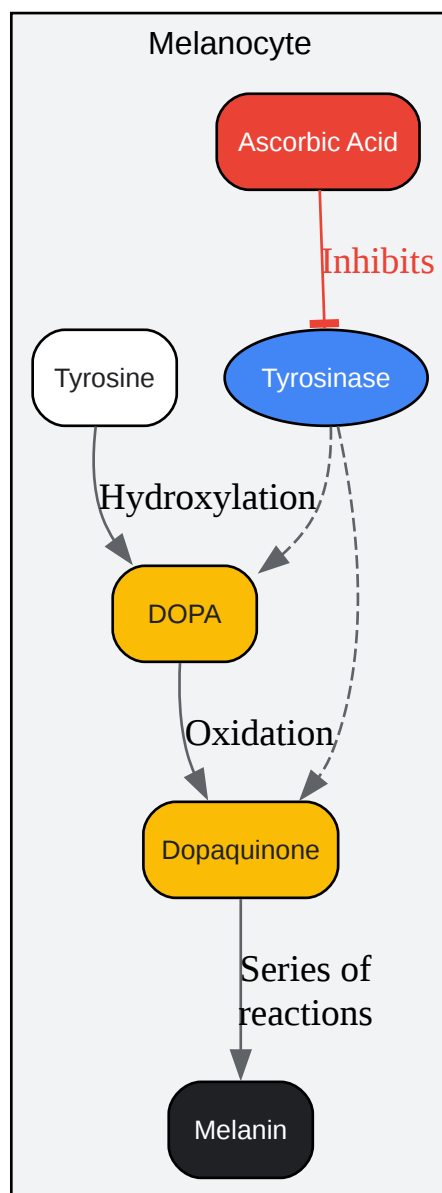 Melanocyte
Ascorbic Acid
Inhibits
Tyrosine
Tyrosinase
Hydroxylation
DOPA
Oxidation
Dopaquinone
Series of
reactions
Melanin